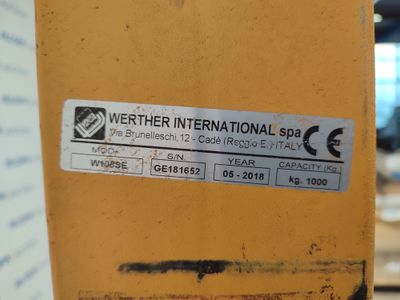 WERTHER INTERNATIONAL spa
Via Brunelleschi, 12 - Cadè (Reggio E.) ITALY
CE
MOD. S/N. YEAR CAPACITY (Kg.)
W108SE GE181652 05 - 2018 kg. 1000